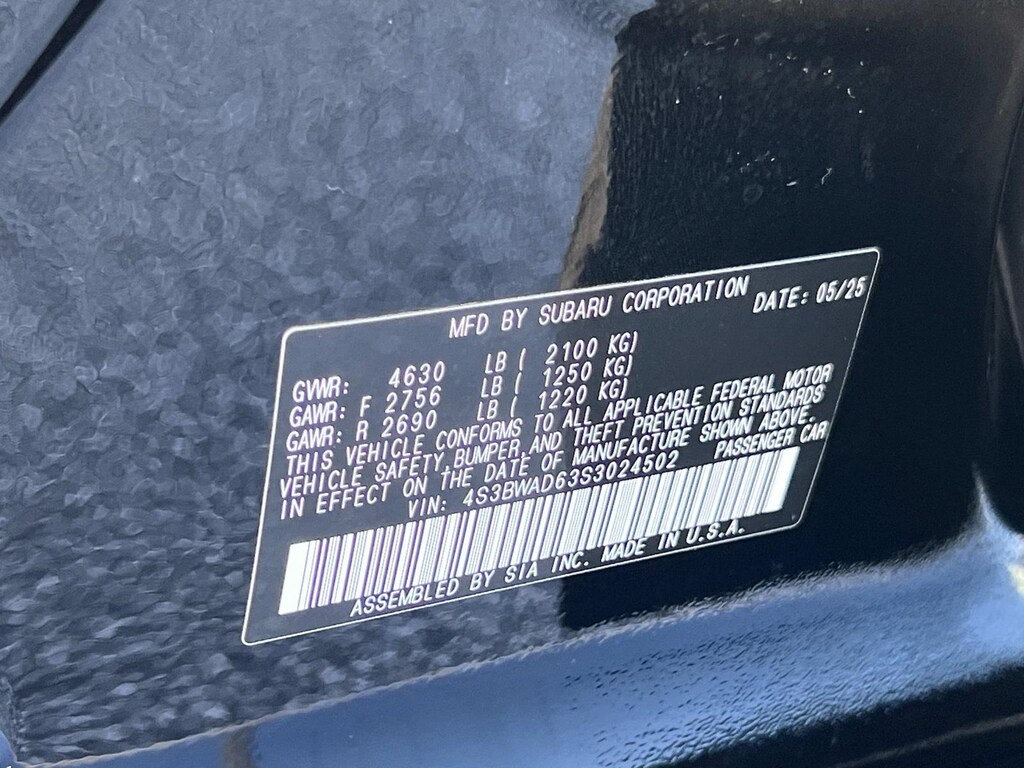 MFD BY SUBARU CORPORATION DATE: 05/25
GVWR: 4630 LB ( 2100 KG)
GAWR: F 2756 LB ( 1250 KG)
GAWR: R 2690 LB ( 1220 KG)
THIS VEHICLE CONFORMS TO ALL APPLICABLE FEDERAL MOTOR
VEHICLE SAFETY, BUMPER, AND THEFT PREVENTION STANDARDS
IN EFFECT ON THE DATE OF MANUFACTURE SHOWN ABOVE.
VIN: 4S3BWAD63S3024502 PASSENGER CAR
ASSEMBLED BY SIA INC. MADE IN U.S.A.